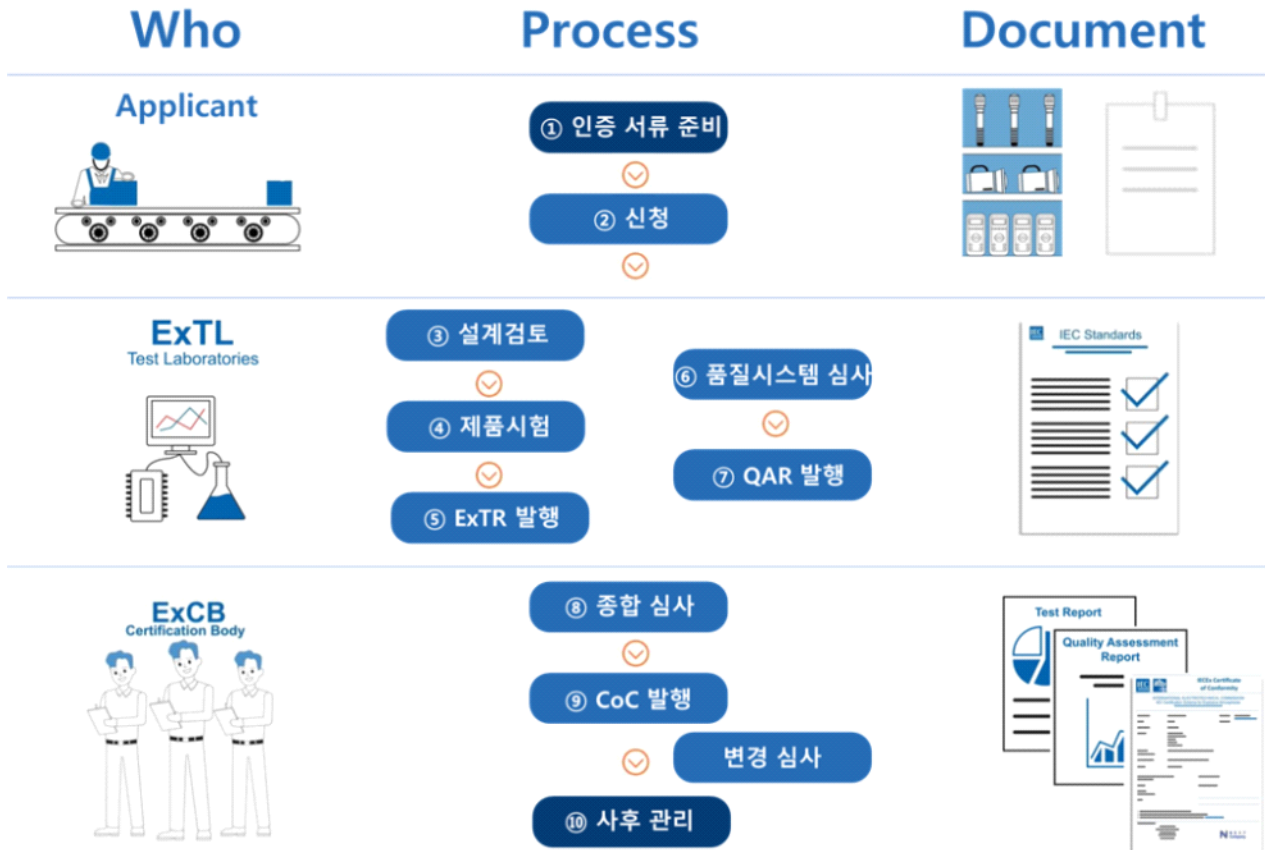 Who
Process
Document
Applicant
① 인증 서류 준비
② 신청
ExTL
Test Laboratories
③ 설계검토
④ 제품시험
⑤ ExTR 발행
⑥ 품질시스템 심사
⑦ QAR 발행
IEC
IEC Standards
ExCB
Certification Body
⑧ 종합 심사
⑨ CoC 발행
변경 심사
⑩ 사후 관리
Test Report
Quality Assessment
Report
IEC
IECEx Certificate
of Conformity